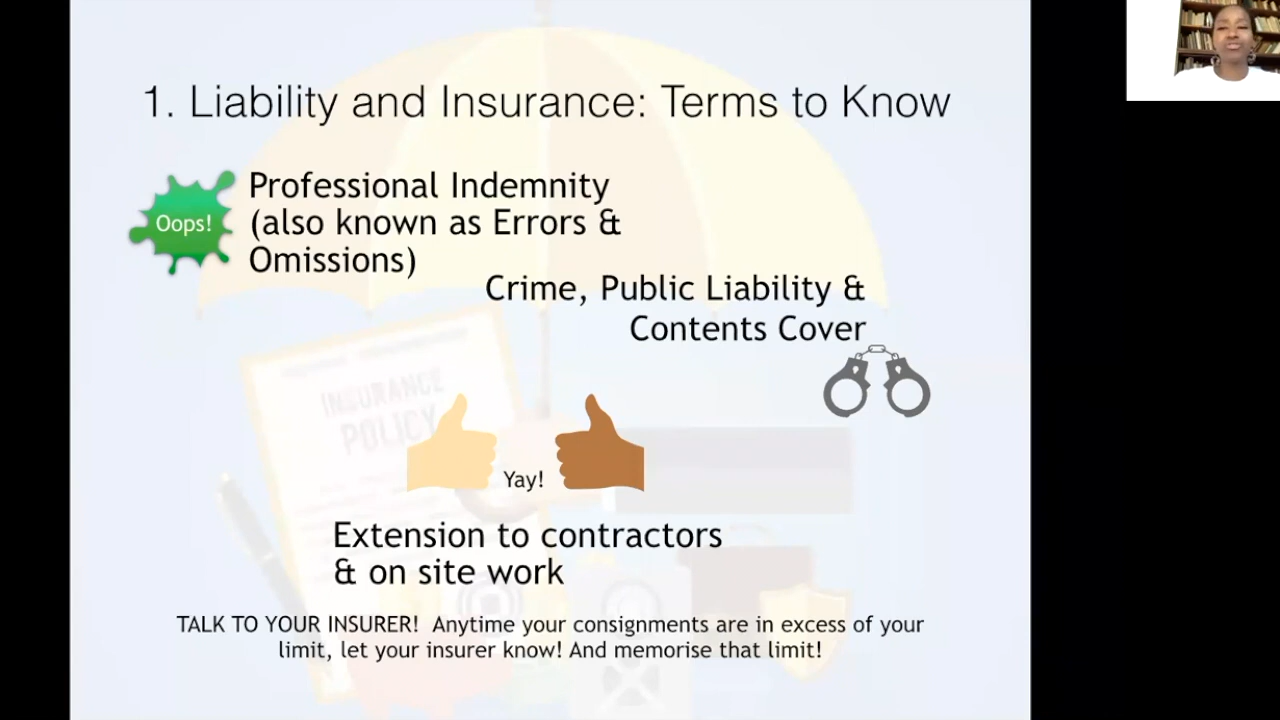 1. Liability and Insurance: Terms to Know
Oops!
Professional Indemnity
(also known as Errors &
Omissions)
Crime, Public Liability &
Contents Cover
INSURANCE
POLICY
Yay!
Extension to contractors
& on site work
TALK TO YOUR INSURER!  Anytime your consignments are in excess of your
limit, let your insurer know! And memorise that limit!